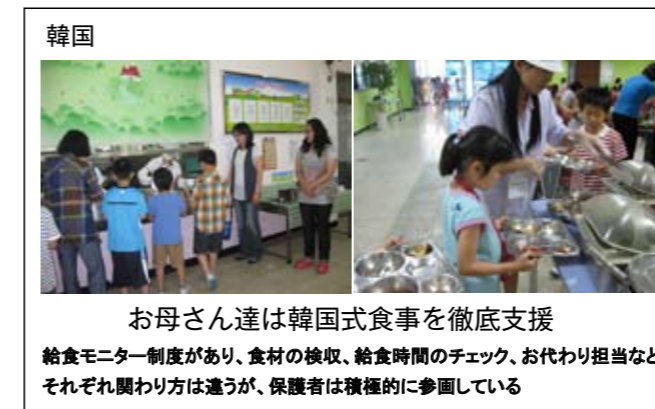 韓国
お母さん達は韓国式食事を徹底支援
給食モニター制度があり、食材の検収、給食時間のチェック、お代わり担当など
それぞれ関わり方は違うが、保護者は積極的に参画している